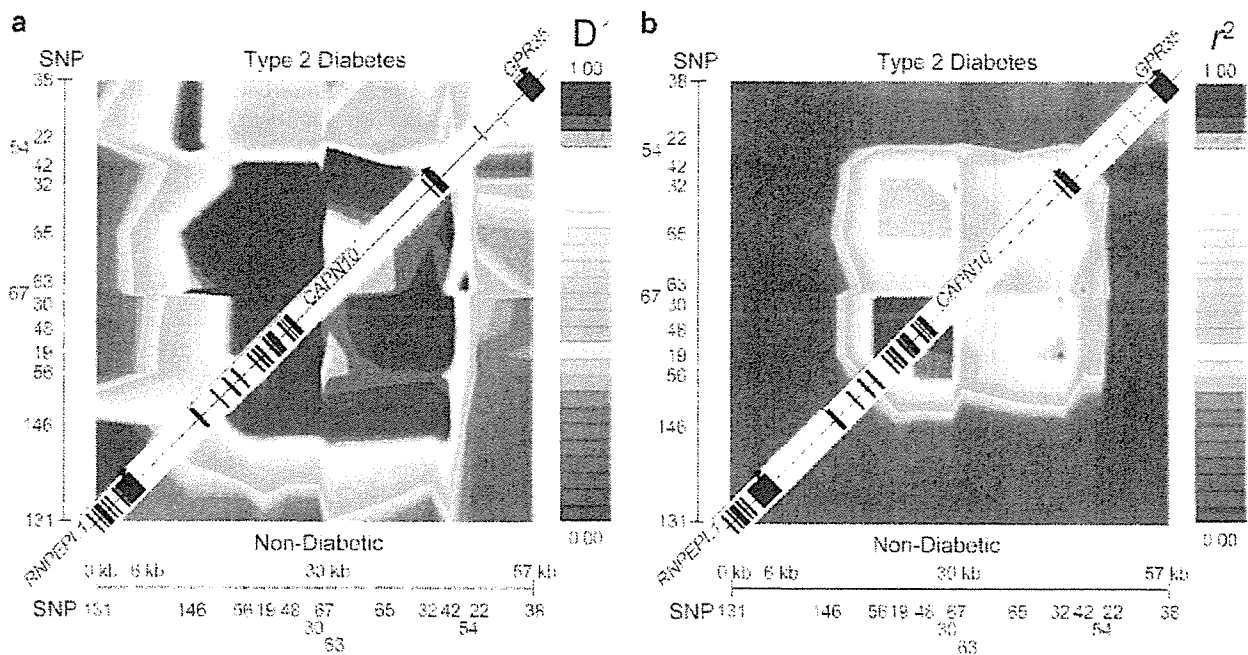 a
D´
b
r²
SNP
Type 2 Diabetes
GPR35
1.00
38
22
54
42
32
65
63
67
30
48
19
56
146
131
CAPN10
RNPEPL1
0.00
Non-Diabetic
0 kb 6 kb 30 kb 67 kb
SNP 131 146 56 19 48 67 65 32 42 22 38
30 54
63
Type 2 Diabetes
GPR35
1.00
SNP
38
22
54
42
32
65
63
67
30
48
19
56
146
131
CAPN10
RNPEPL1
0.00
Non-Diabetic
0 kb 6 kb 30 kb 67 kb
SNP 131 146 56 19 48 67 65 32 42 22 38
30 54
63